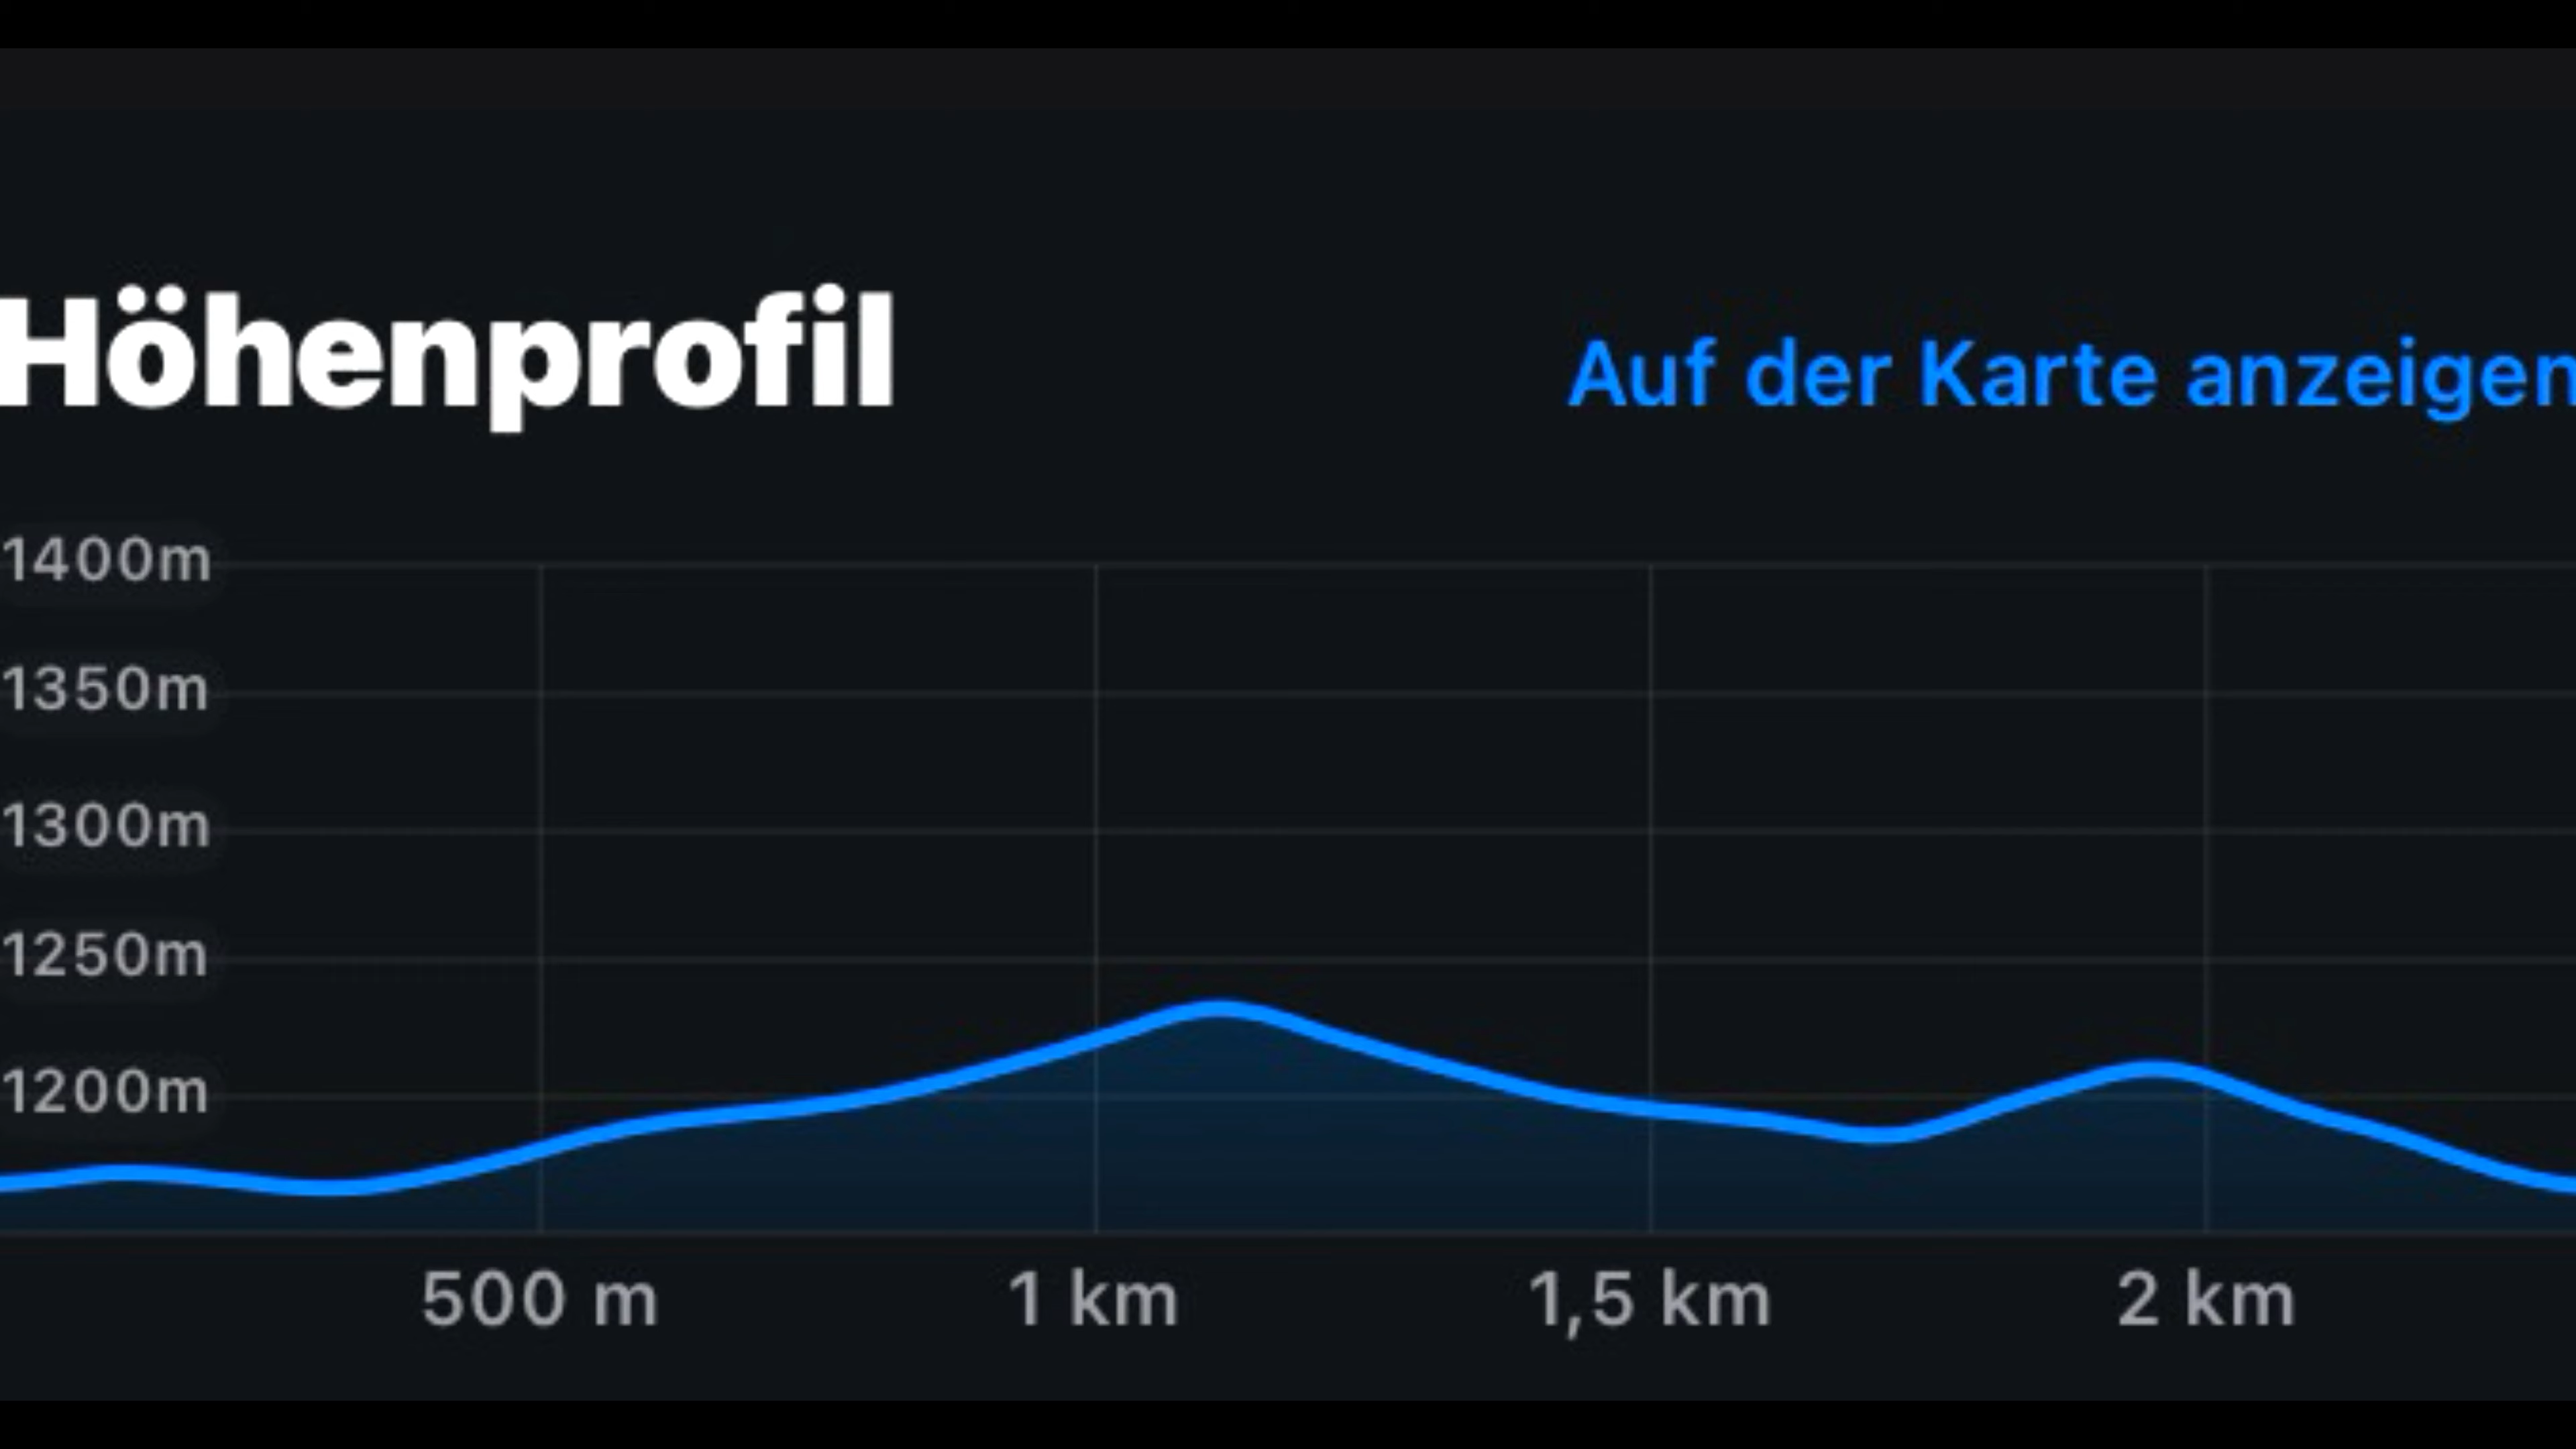 Höhenprofil
Auf der Karte anzeigen
1400m
1350m
1300m
1250m
1200m
500 m
1 km
1,5 km
2 km